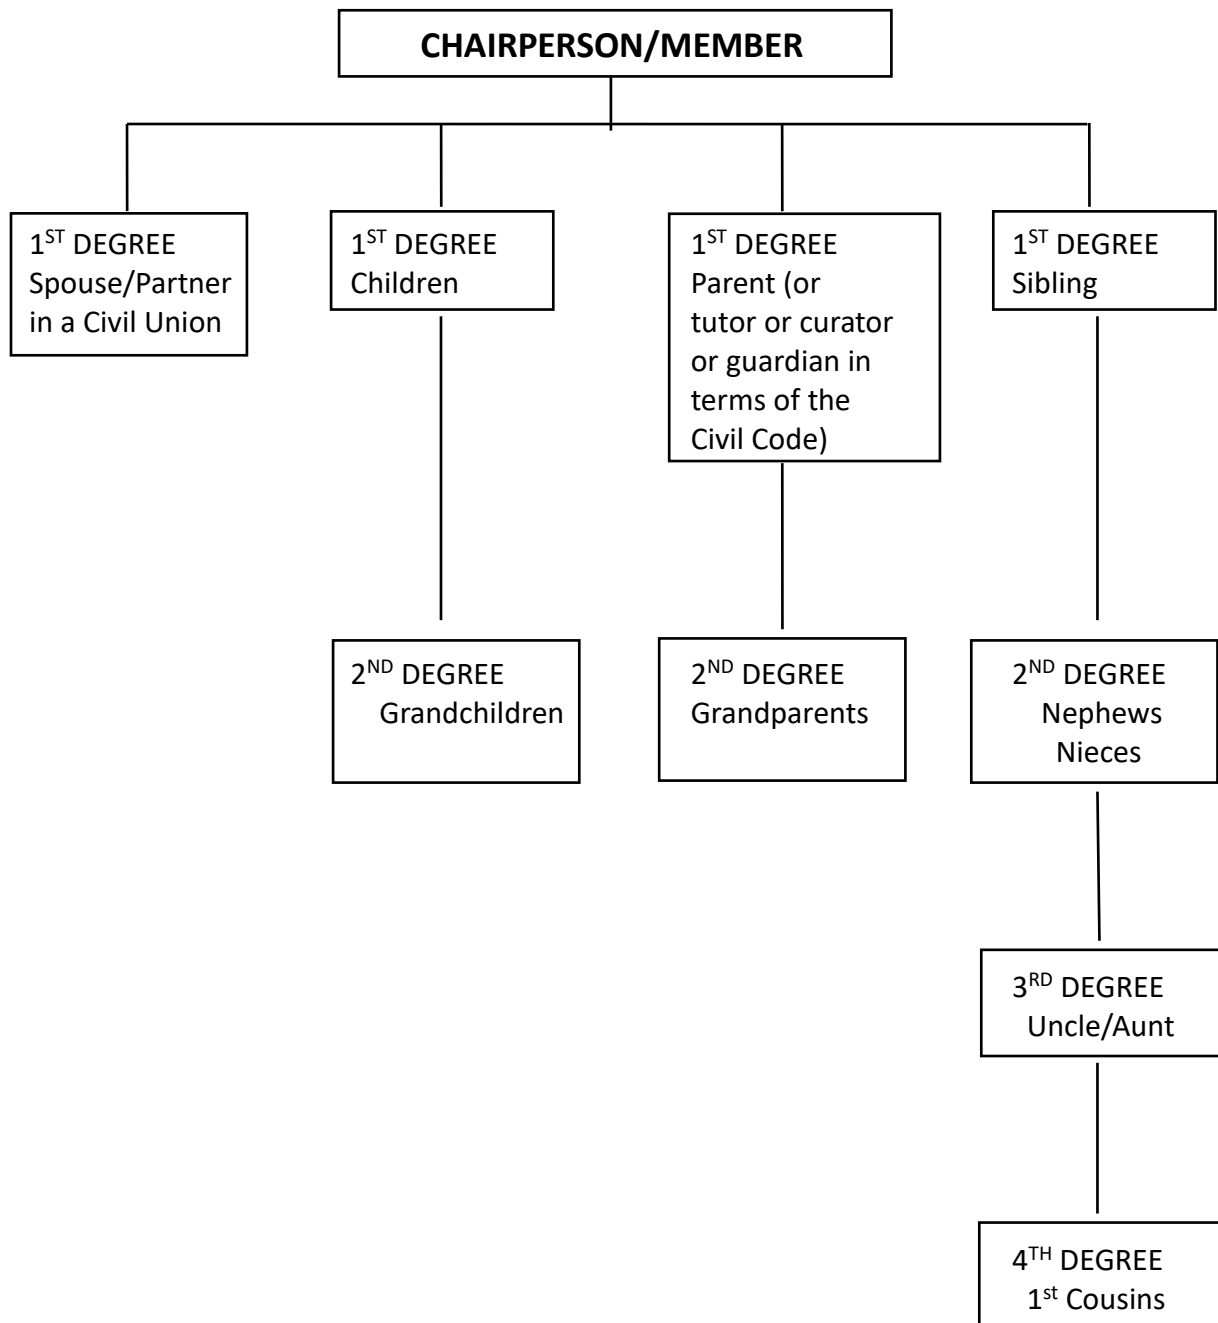 CHAIRPERSON/MEMBER
1ST DEGREE
Spouse/Partner
in a Civil Union
1ST DEGREE
Children
1ST DEGREE
Parent (or
tutor or curator
or guardian in
terms of the
Civil Code)
1ST DEGREE
Sibling
2ND DEGREE
Grandchildren
2ND DEGREE
Grandparents
2ND DEGREE
Nephews
Nieces
3RD DEGREE
Uncle/Aunt
4TH DEGREE
1st Cousins